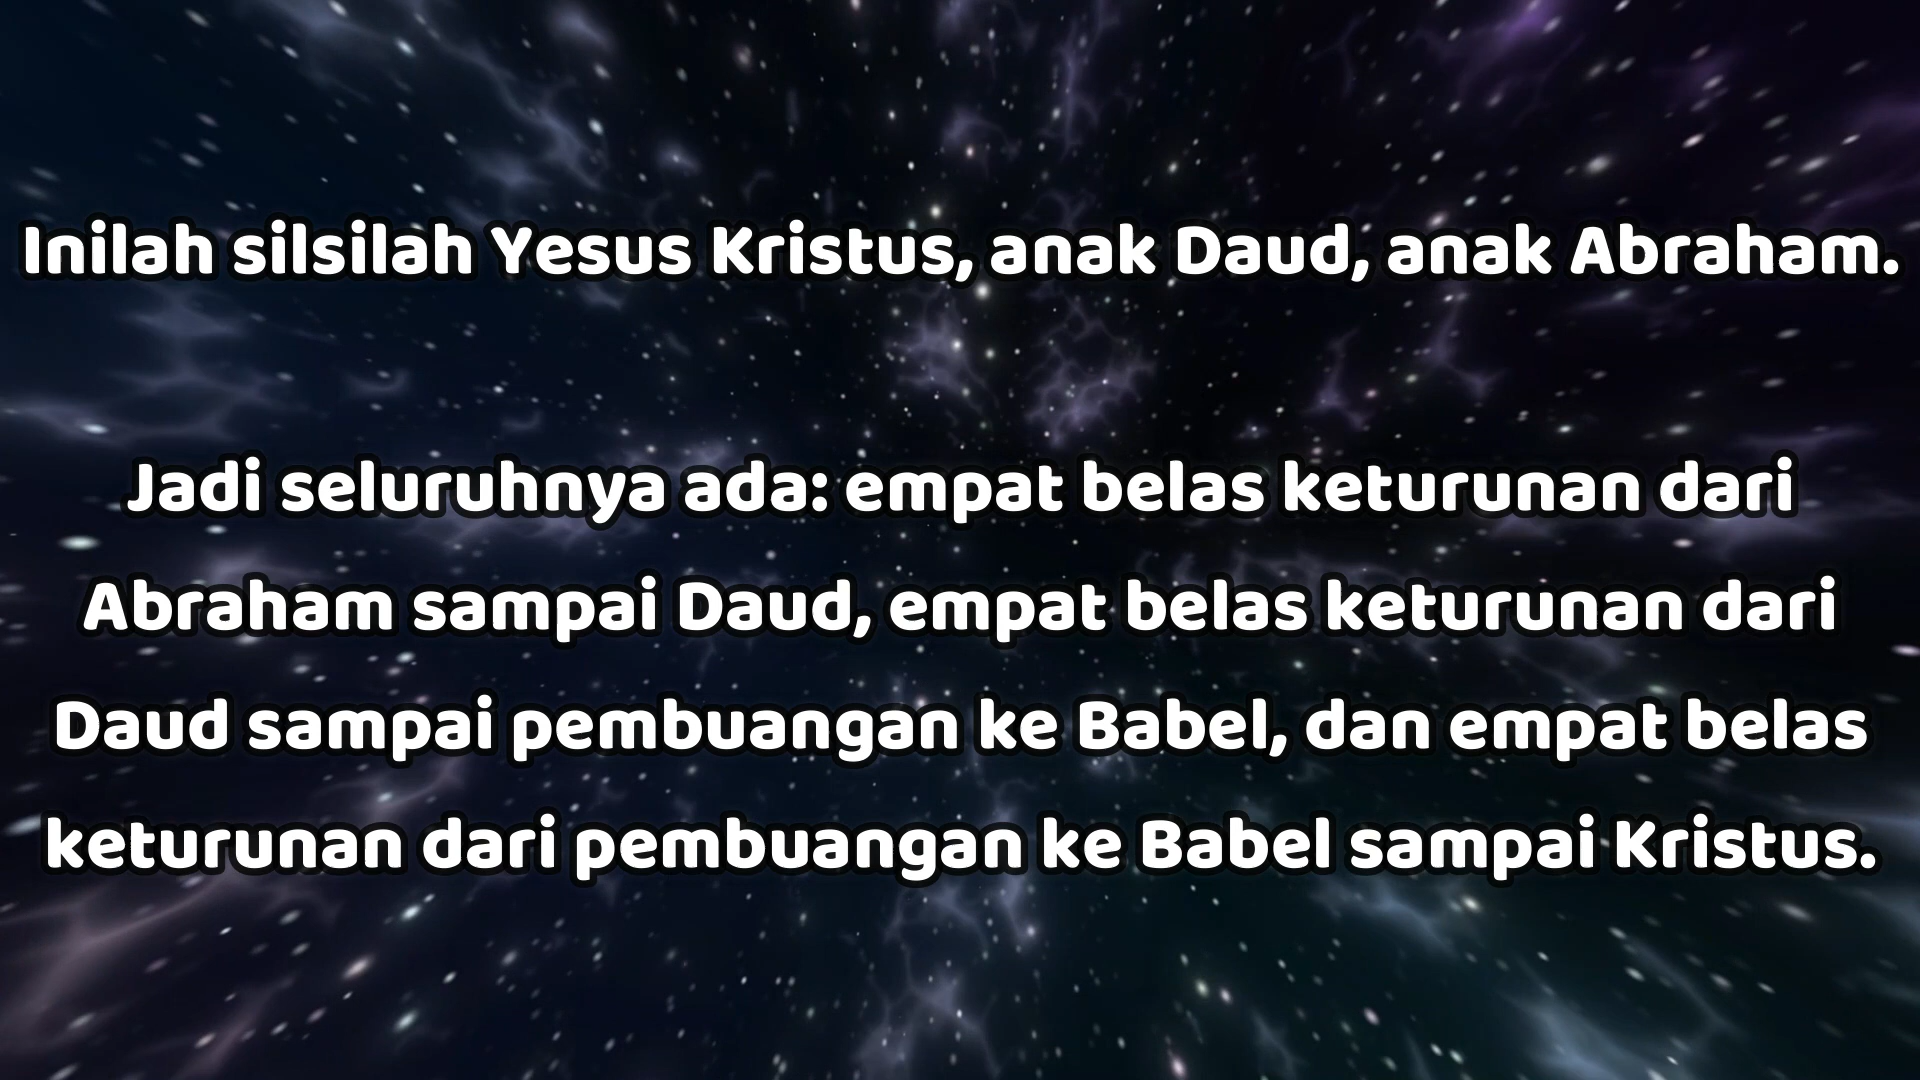 Inilah silsilah Yesus Kristus, anak Daud, anak Abraham.
Jadi seluruhnya ada: empat belas keturunan dari
Abraham sampai Daud, empat belas keturunan dari
Daud sampai pembuangan ke Babel, dan empat belas
keturunan dari pembuangan ke Babel sampai Kristus.